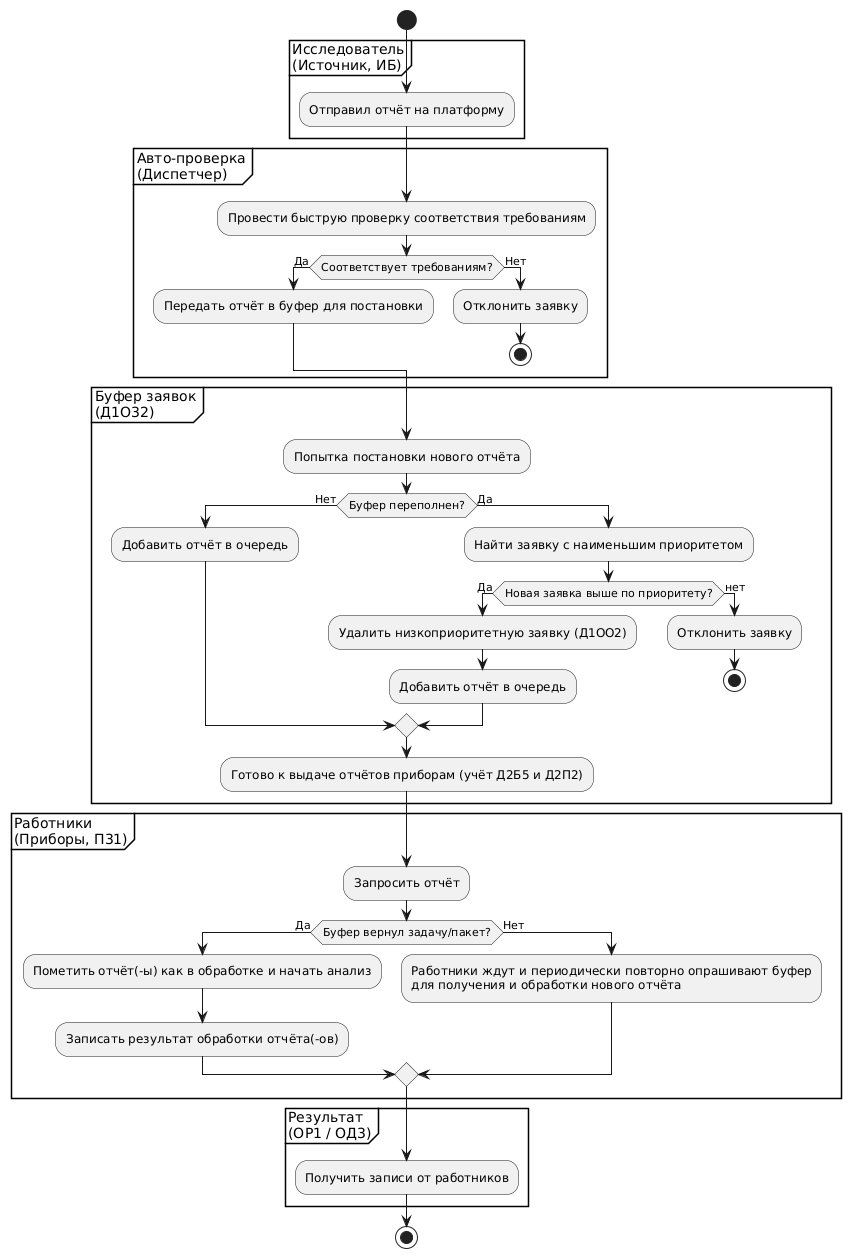 Исследователь
(Источник, ИБ)
Отправил отчёт на платформу
Авто-проверка
(Диспетчер)
Провести быструю проверку соответствия требованиям
Да
Соответствует требованиям?
Нет
Передать отчёт в буфер для постановки
Отклонить заявку
Буфер заявок
(Д1ОЗ2)
Попытка постановки нового отчёта
Нет
Буфер переполнен?
Да
Добавить отчёт в очередь
Найти заявку с наименьшим приоритетом
Да
Новая заявка выше по приоритету?
нет
Удалить низкоприоритетную заявку (Д1ОО2)
Отклонить заявку
Добавить отчёт в очередь
Готово к выдаче отчётов приборам (учёт Д2Б5 и Д2П2)
Работники
(Приборы, ПЗ1)
Запросить отчёт
Да
Буфер вернул задачу/пакет?
Нет
Пометить отчёт(-ы) как в обработке и начать анализ
Работники ждут и периодически повторно опрашивают буфер
для получения и обработки нового отчёта
Записать результат обработки отчёта(-ов)
Результат
(ОР1 / ОД3)
Получить записи от работников